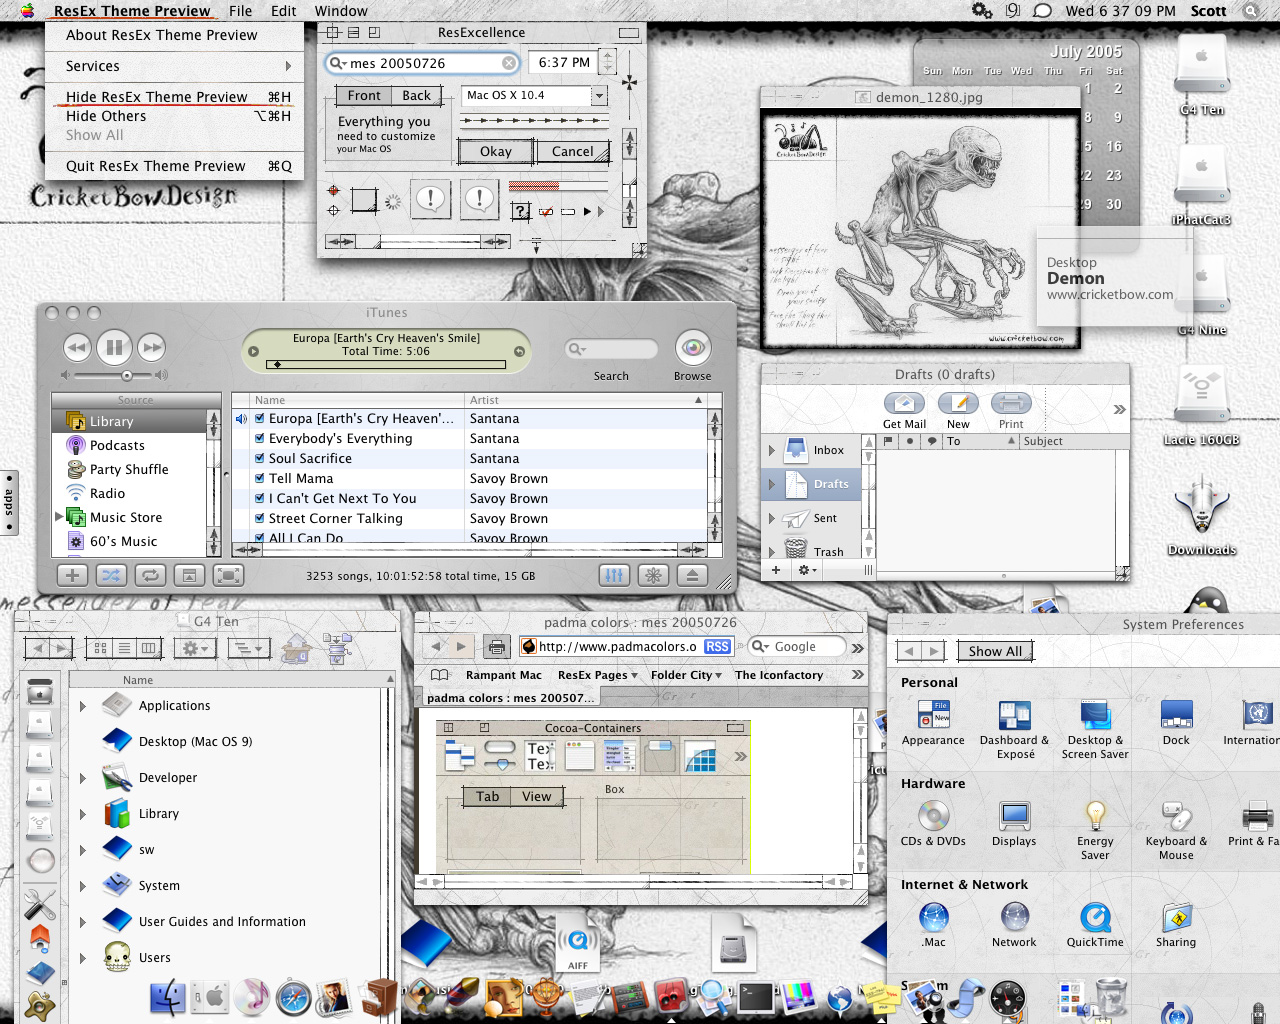 ResEx Theme Preview File Edit Window
Wed 6 37 09 PM Scott
About ResEx Theme Preview
Services
Hide ResEx Theme Preview ⌘H
Hide Others ⌥⌘H
Show All
Quit ResEx Theme Preview ⌘Q
CricketBowDesign
ResExcellence
mes 20050726
6:37 PM
Front Back
Mac OS X 10.4
Everything you
need to customize
your Mac OS
Okay Cancel
July 2005
Sun Mon Tue Wed Thu Fri Sat
1 2
8 9
15 16
22 23
29 30
demon_1280.jpg
CricketBowDesign
www.cricketbow.com
Desktop
Demon
www.cricketbow.com
G4 Ten
iPhatCat3
G4 Nine
Lacie 160GB
Downloads
iTunes
Europa [Earth's Cry Heaven's Smile]
Total Time: 5:06
Search
Browse
Source
Library
Podcasts
Party Shuffle
Radio
Music Store
60's Music
Name Artist
Europa [Earth's Cry Heaven'... Santana
Everybody's Everything Santana
Soul Sacrifice Santana
Tell Mama Savoy Brown
I Can't Get Next To You Savoy Brown
Street Corner Talking Savoy Brown
All I Can Do Savoy Brown
3253 songs, 10:01:52:58 total time, 15 GB
apps
messenger of fear
Drafts (0 drafts)
Get Mail New Print
To Subject
Inbox
Drafts
Sent
Trash
G4 Ten
Name
Applications
Desktop (Mac OS 9)
Developer
Library
sw
System
User Guides and Information
Users
padma colors : mes 20050726
http://www.padmacolors.o RSS
Google
Rampant Mac ResEx Pages Folder City The Iconfactory
padma colors : mes 200507...
Cocoa-Containers
Tab View
Box
System Preferences
Show All
Personal
Appearance
Dashboard & Exposé
Desktop & Screen Saver
Dock
Internation
Hardware
CDs & DVDs
Displays
Energy Saver
Keyboard & Mouse
Print & Fa
Internet & Network
.Mac
Network
QuickTime
Sharing
AIFF